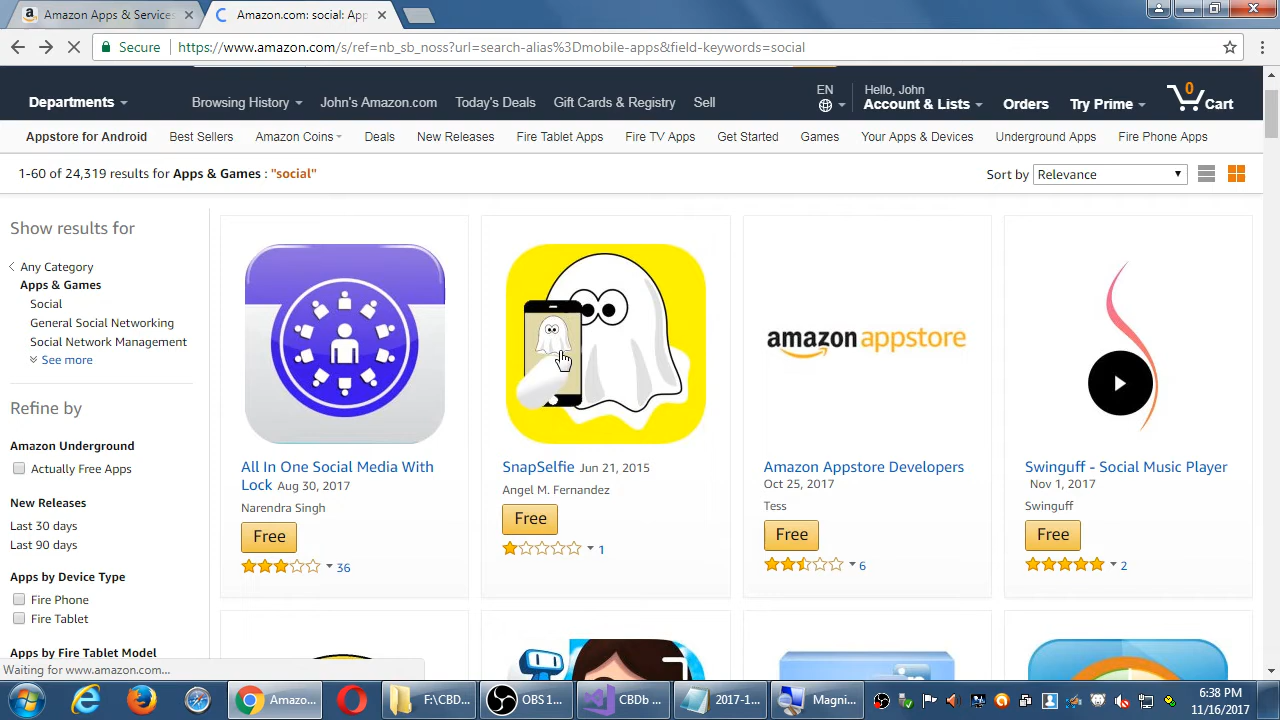 Amazon Apps & Services
Amazon.com: social: App
Secure
https://www.amazon.com/s/ref=nb_sb_noss?url=search-alias%3Dmobile-apps&field-keywords=social
Departments
Browsing History
John's Amazon.com
Today's Deals
Gift Cards & Registry
Sell
EN
Hello, John
Account & Lists
Orders
Try Prime
0
Cart
Appstore for Android
Best Sellers
Amazon Coins
Deals
New Releases
Fire Tablet Apps
Fire TV Apps
Get Started
Games
Your Apps & Devices
Underground Apps
Fire Phone Apps
1-60 of 24,319 results for Apps & Games : "social"
Sort by
Relevance
Show results for
Any Category
Apps & Games
Social
General Social Networking
Social Network Management
See more
Refine by
Amazon Underground
Actually Free Apps
New Releases
Last 30 days
Last 90 days
Apps by Device Type
Fire Phone
Fire Tablet
Apps by Fire Tablet Model
All In One Social Media With
Lock Aug 30, 2017
Narendra Singh
Free
36
SnapSelfie Jun 21, 2015
Angel M. Fernandez
Free
1
amazon appstore
Amazon Appstore Developers
Oct 25, 2017
Tess
Free
6
Swinguff - Social Music Player
Nov 1, 2017
Swinguff
Free
2
Waiting for www.amazon.com...
Amazo...
F:\CBD...
OBS 1...
CBDb ...
2017-1...
Magni...
6:38 PM
11/16/2017